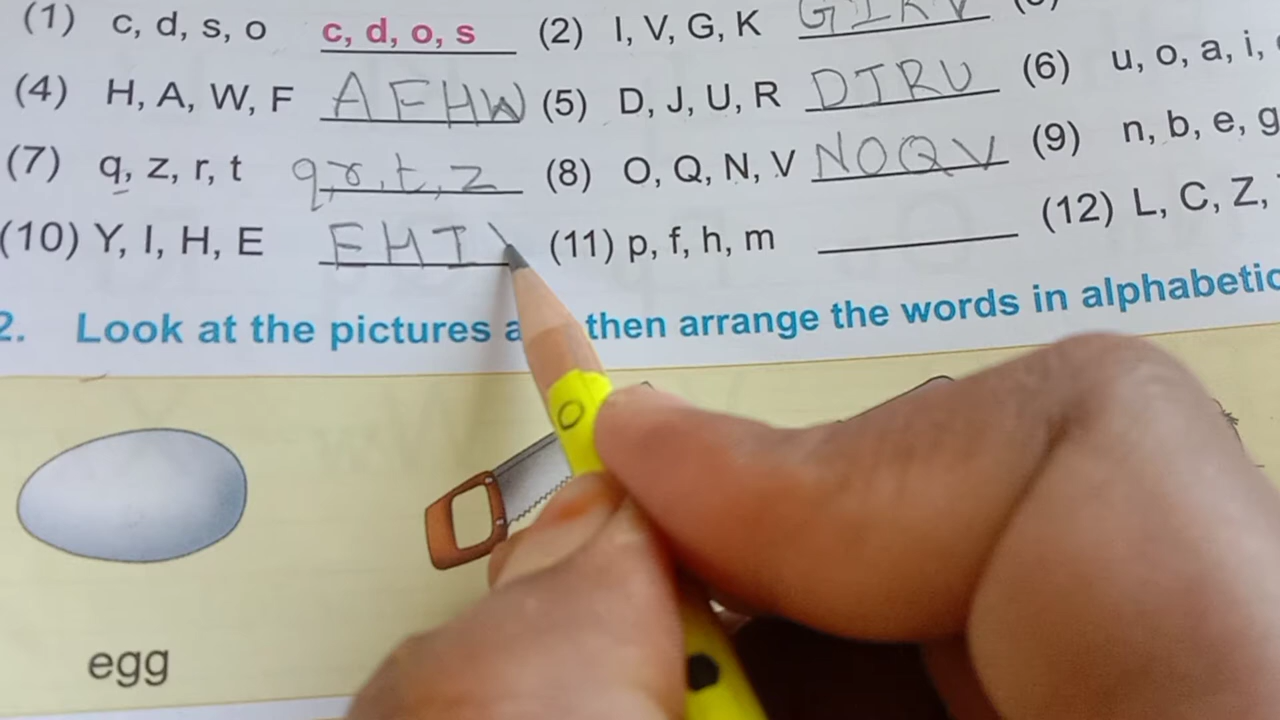 (1) c, d, s, o c, d, o, s (2) I, V, G, K GIKV
(4) H, A, W, F AFHW (5) D, J, U, R DJRU (6) u, o, a, i,
(7) q, z, r, t q,r,t,z (8) O, Q, N, V NOQV (9) n, b, e, g
(10) Y, I, H, E EHI (11) p, f, h, m (12) L, C, Z,
2. Look at the pictures then arrange the words in
egg